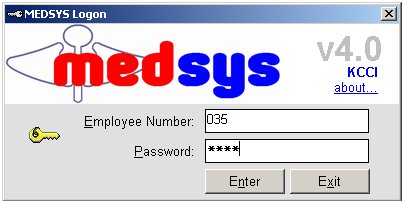 MEDSYS Logon
medsys
v4.0
KCCI
about...
Employee Number: 035
Password: ****
Enter Exit